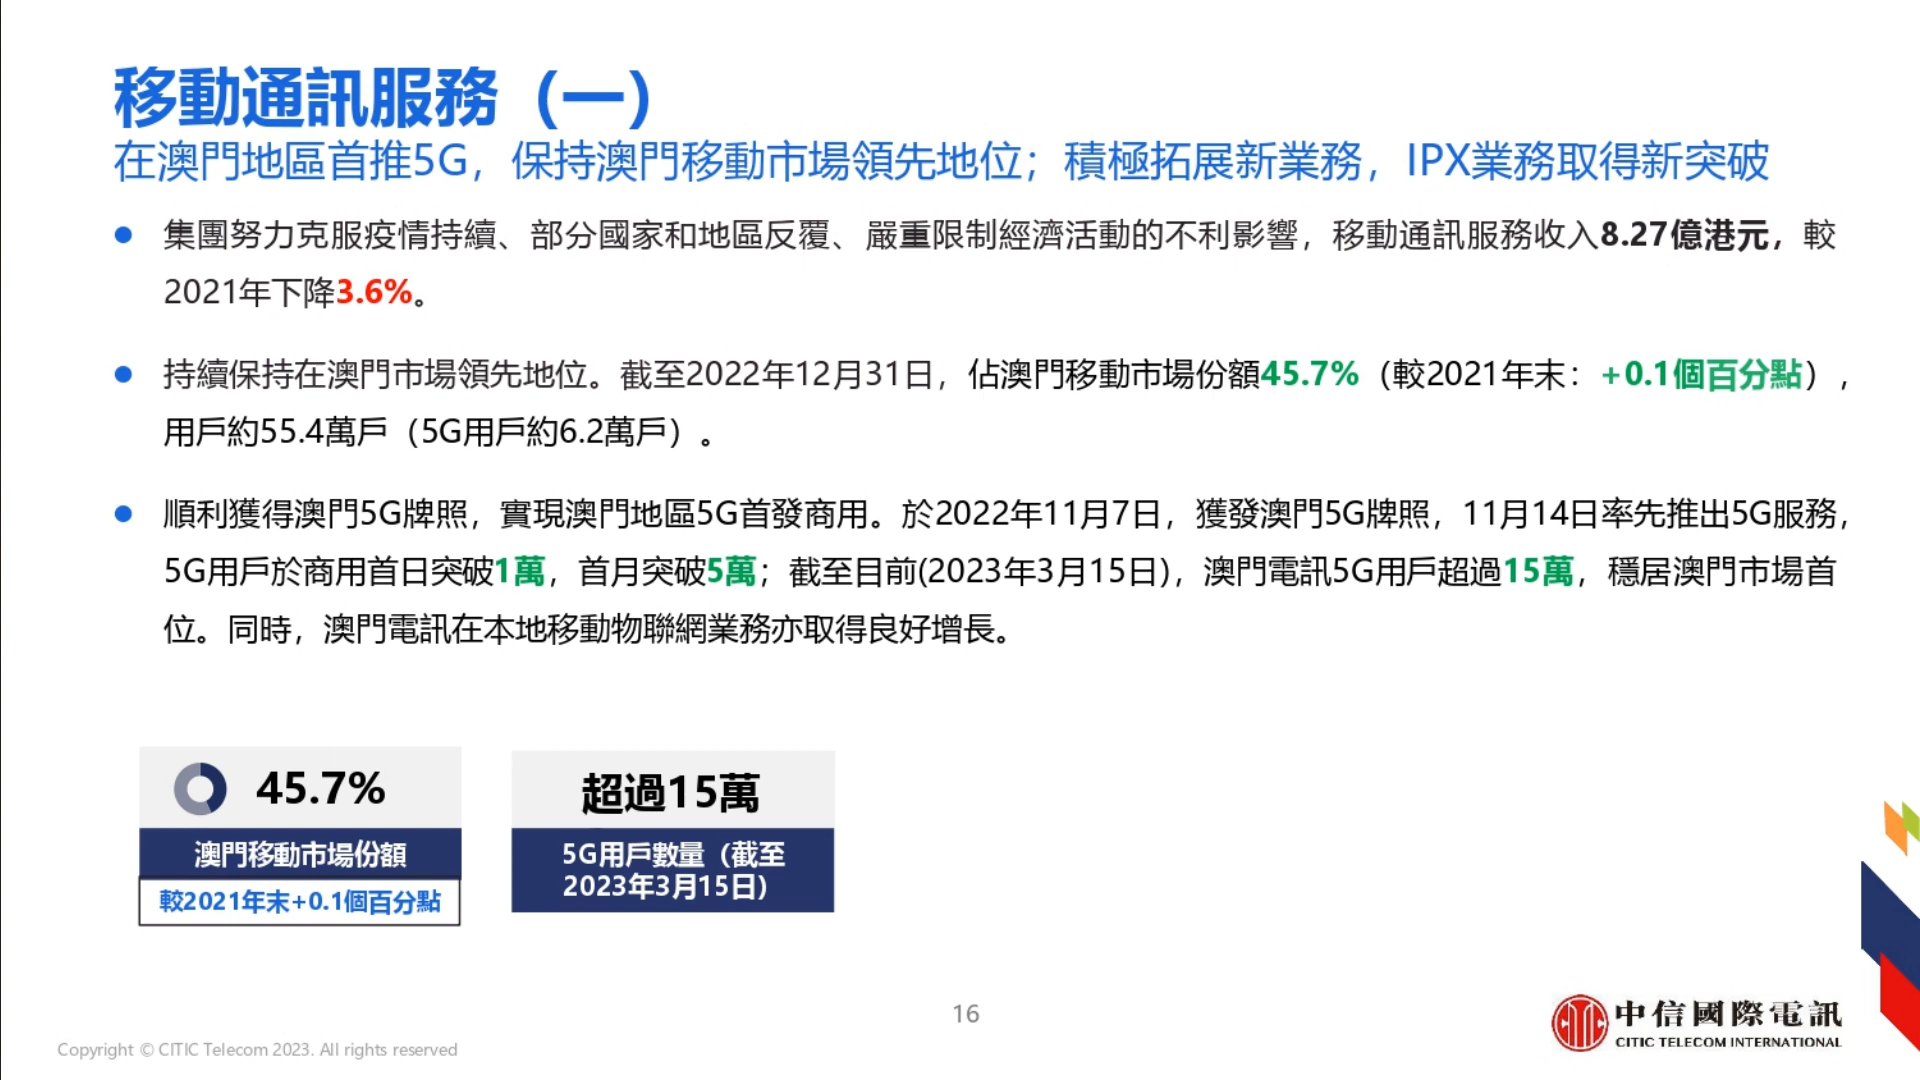 移動通訊服務（一）
在澳門地區首推5G，保持澳門移動市場領先地位；積極拓展新業務，IPX業務取得新突破
集團努力克服疫情持續、部分國家和地區反覆、嚴重限制經濟活動的不利影響，移動通訊服務收入8.27億港元，較
2021年下降3.6%。
持續保持在澳門市場領先地位。截至2022年12月31日，佔澳門移動市場份額45.7%（較2021年末：+0.1個百分點），
用戶約55.4萬戶（5G用戶約6.2萬戶）。
順利獲得澳門5G牌照，實現澳門地區5G首發商用。於2022年11月7日，獲發澳門5G牌照，11月14日率先推出5G服務，
5G用戶於商用首日突破1萬，首月突破5萬；截至目前(2023年3月15日)，澳門電訊5G用戶超過15萬，穩居澳門市場首
位。同時，澳門電訊在本地移動物聯網業務亦取得良好增長。
45.7%
澳門移動市場份額
較2021年末+0.1個百分點
超過15萬
5G用戶數量（截至
2023年3月15日)
16
中信國際電訊
CITIC TELECOM INTERNATIONAL
Copyright © CITIC Telecom 2023. All rights reserved